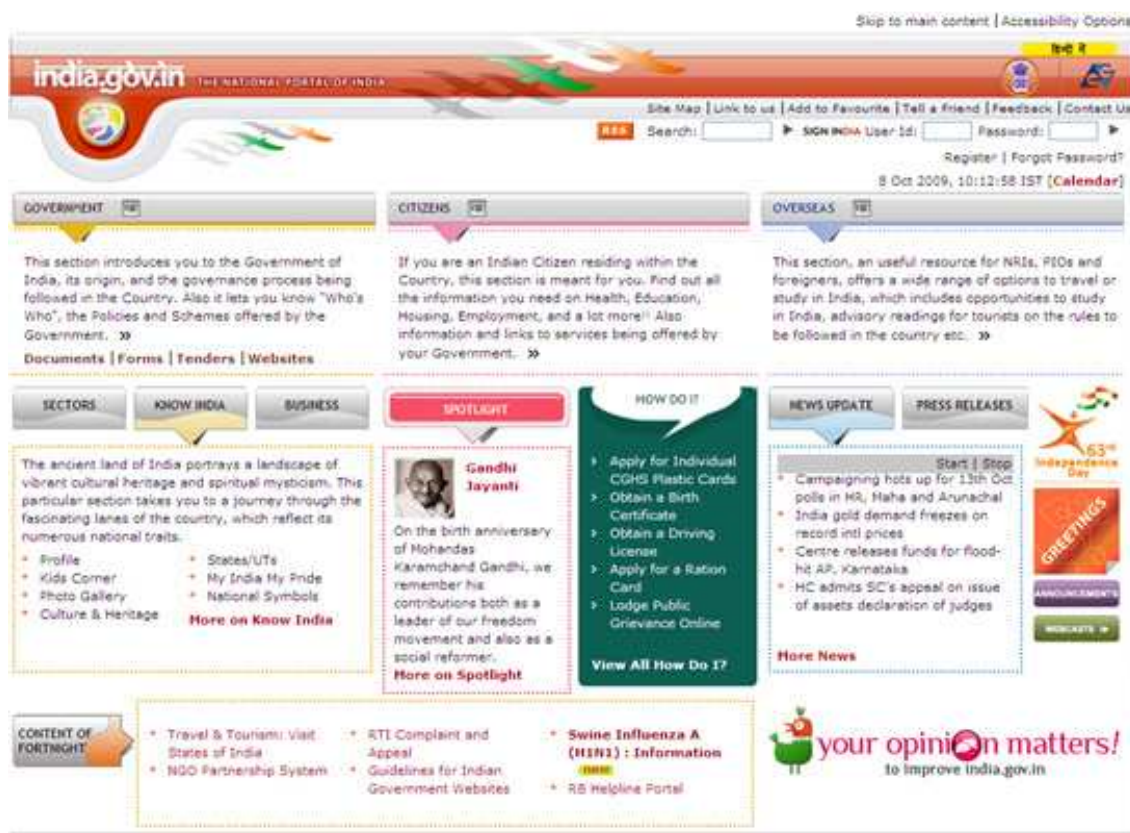 Skip to main content | Accessibility Options
हिन्दी में
india.gov.in THE NATIONAL PORTAL OF INDIA
Site Map | Link to us | Add to Favourite | Tell a Friend | Feedback | Contact Us
RSS Search: SIGN INDIA User Id: Password:
Register | Forgot Password?
8 Oct 2009, 10:12:58 IST [Calendar]
GOVERNMENT
This section introduces you to the Government of
India, its origin, and the governance process being
followed in the Country. Also it lets you know "Who's
Who", the Policies and Schemes offered by the
Government. »
Documents | Forms | Tenders | Websites
CITIZENS
If you are an Indian Citizen residing within the
Country, this section is meant for you. Find out all
the information you need on Health, Education,
Housing, Employment, and a lot more!! Also
information and links to services being offered by
your Government. »
OVERSEAS
This section, an useful resource for NRIs, PIOs and
foreigners, offers a wide range of options to travel or
study in India, which includes opportunities to study
in India, advisory readings for tourists on the rules to
be followed in the country etc. »
SECTORS KNOW INDIA BUSINESS
The ancient land of India portrays a landscape of
vibrant cultural heritage and spiritual mysticism. This
particular section takes you to a journey through the
fascinating lanes of the country, which reflect its
numerous national traits.
Profile
Kids Corner
Photo Gallery
Culture & Heritage
States/UTs
My India My Pride
National Symbols
More on Know India
SPOTLIGHT
Gandhi
Jayanti
On the birth anniversary
of Mohandas
Karamchand Gandhi, we
remember his
contributions both as a
leader of our freedom
movement and also as a
social reformer.
More on Spotlight
HOW DO I?
Apply for Individual
CGHS Plastic Cards
Obtain a Birth
Certificate
Obtain a Driving
License
Apply for a Ration
Card
Lodge Public
Grievance Online
View All How Do I?
NEWS UPDATE PRESS RELEASES
Start | Stop
Campaigning hots up for 13th Oct
polls in HR, Maha and Arunachal
India gold demand freezes on
record intl prices
Centre releases funds for flood-
hit AP, Karnataka
HC admits SC's appeal on issue
of assets declaration of judges
More News
63rd
Independence
Day
GREETINGS
ANNOUNCEMENTS
WEBCASTS
CONTENT OF
FORTNIGHT
Travel & Tourism: Visit
States of India
NGO Partnership System
RTI Complaint and
Appeal
Guidelines for Indian
Government Websites
Swine Influenza A
(H1N1) : Information
new
RB Helpline Portal
your opinion matters!
to improve india.gov.in